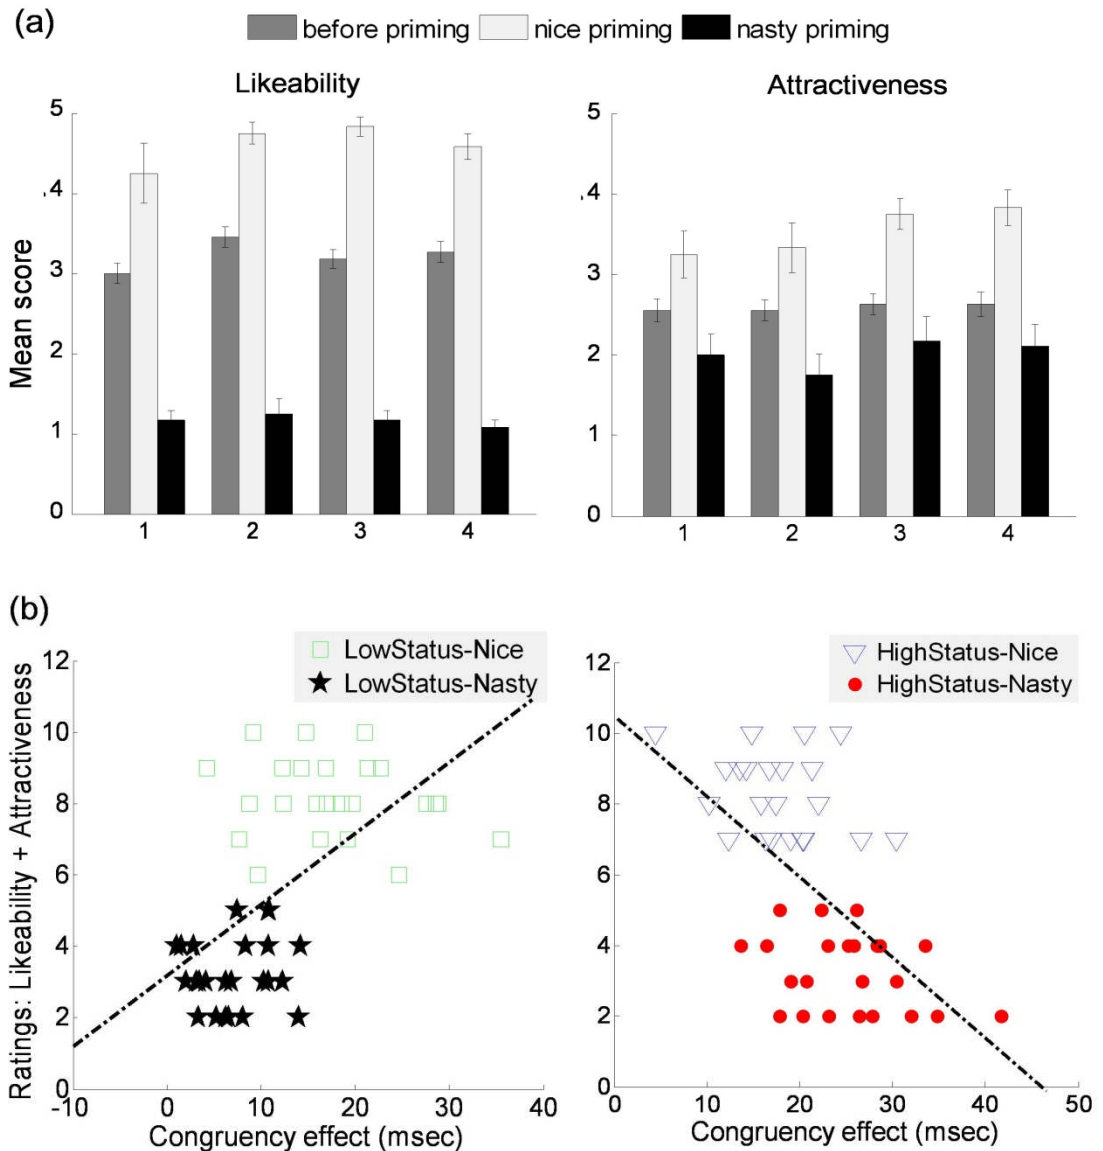 (a)
before priming nice priming nasty priming
Likeability
Attractiveness
Mean score
5
4
3
2
1
0
1 2 3 4
5
4
3
2
1
0
1 2 3 4
(b)
Ratings: Likeability + Attractiveness
LowStatus-Nice
LowStatus-Nasty
12
10
8
6
4
2
0
-10 0 10 20 30 40
Congruency effect (msec)
HighStatus-Nice
HighStatus-Nasty
12
10
8
6
4
2
0
0 10 20 30 40 50
Congruency effect (msec)